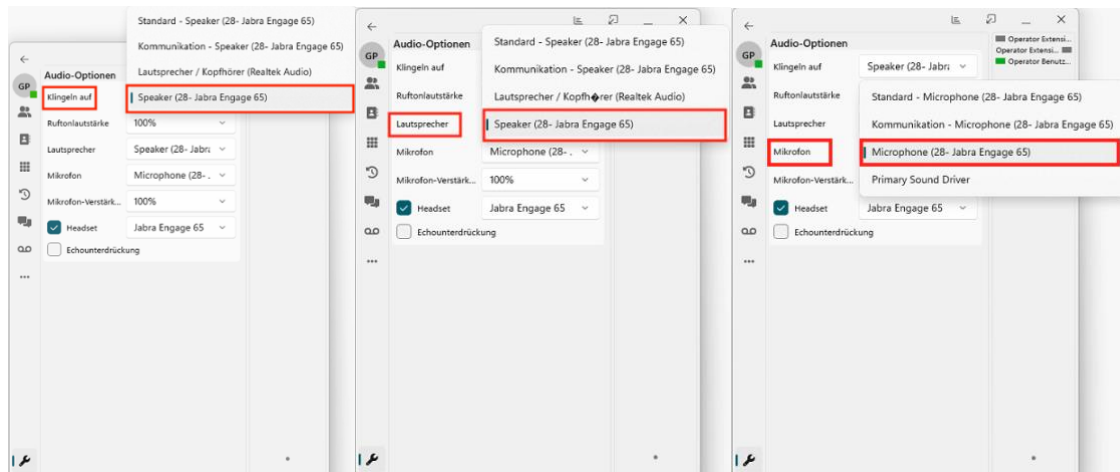 Standard - Speaker (28- Jabra Engage 65)
Kommunikation - Speaker (28- Jabra Engage 65)
Lautsprecher / Kopfhörer (Realtek Audio)
Speaker (28- Jabra Engage 65)
GP
Audio-Optionen
Klingeln auf
Ruftonlautstärke 100%
Lautsprecher Speaker (28- Jabra
Mikrofon Microphone (28- .
Mikrofon-Verstärk... 100%
Headset Jabra Engage 65
Echounterdrückung
Standard - Speaker (28- Jabra Engage 65)
Kommunikation - Speaker (28- Jabra Engage 65)
Lautsprecher / Kopfh�rer (Realtek Audio)
Speaker (28- Jabra Engage 65)
GP
Audio-Optionen
Klingeln auf
Ruftonlautstärke
Lautsprecher
Mikrofon Microphone (28- .
Mikrofon-Verstärk... 100%
Headset Jabra Engage 65
Echounterdrückung
GP
Audio-Optionen
Klingeln auf Speaker (28- Jabra
Ruftonlautstärke
Lautsprecher
Mikrofon
Mikrofon-Verstärk...
Headset Jabra Engage 65
Echounterdrückung
Standard - Microphone (28- Jabra Engage 65)
Kommunikation - Microphone (28- Jabra Engage 65)
Microphone (28- Jabra Engage 65)
Primary Sound Driver
Operator Extensi...
Operator Extensi...
Operator Benutz...